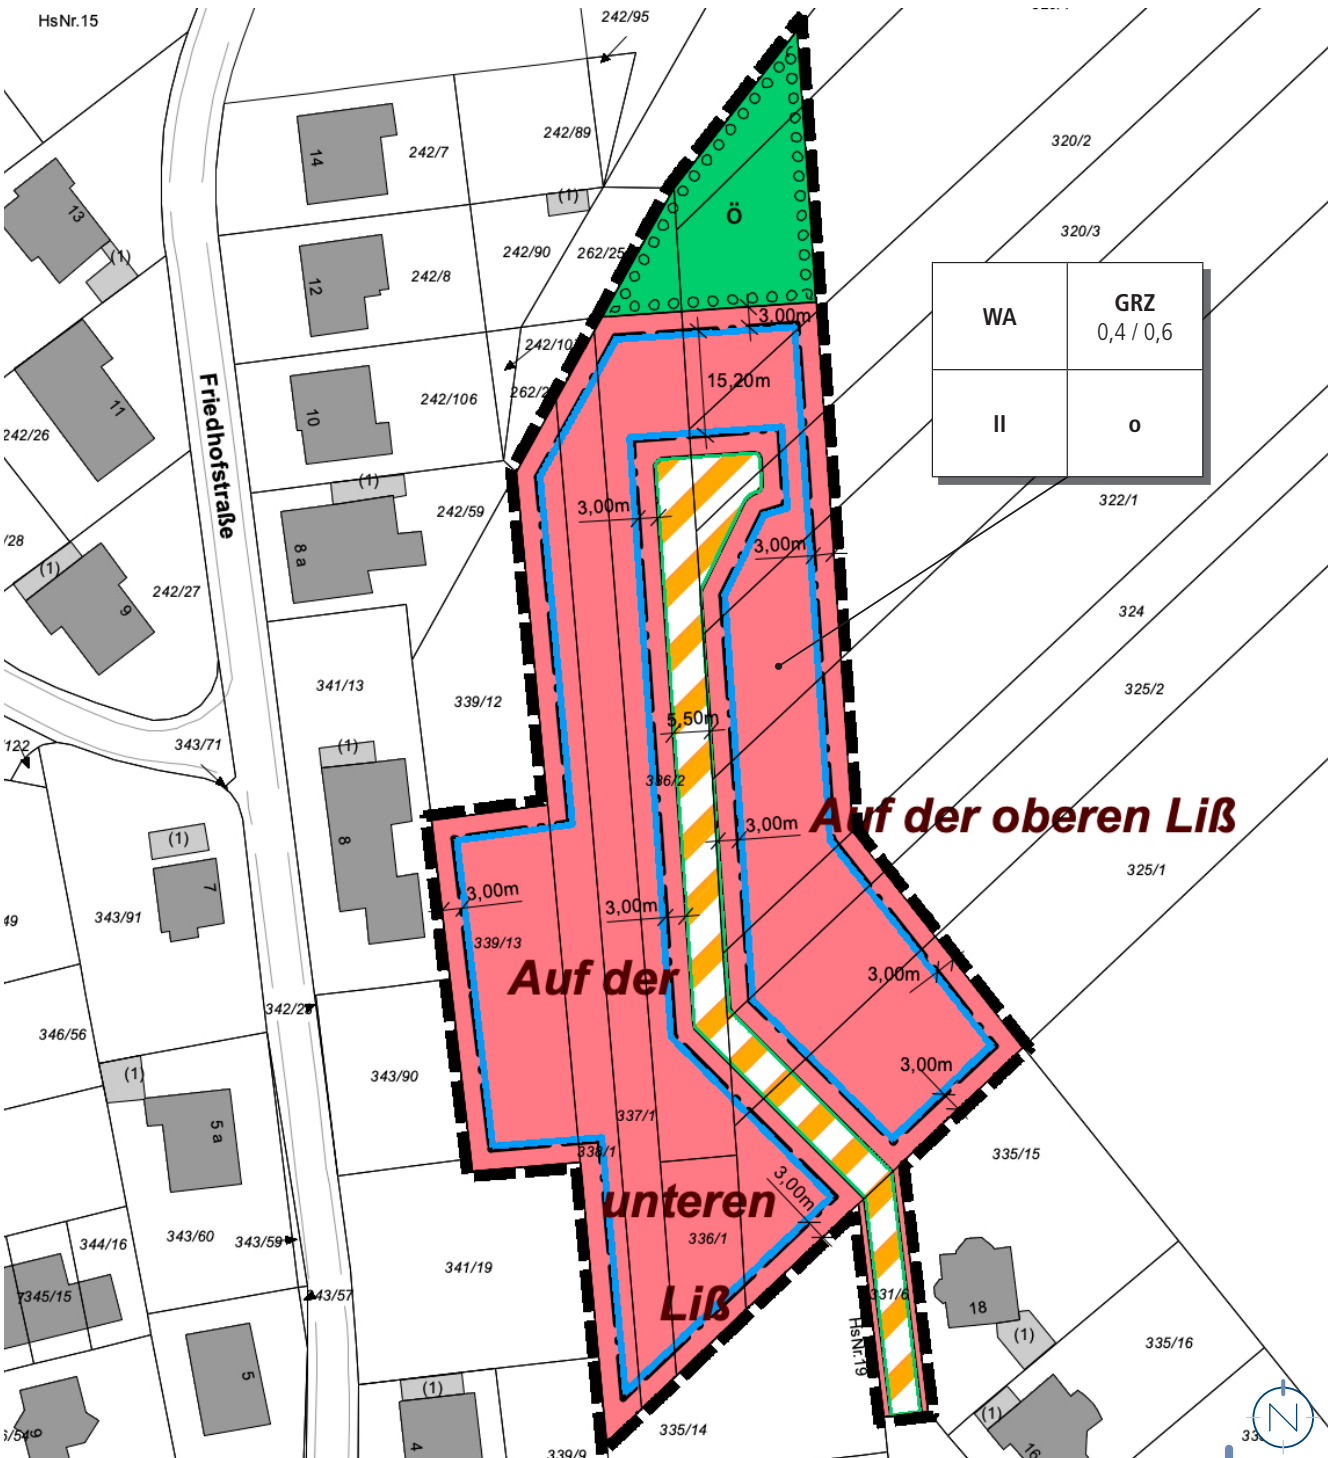 HsNr.15
242/95
14
242/7
242/89
320/2
13
(1)
(1)
Ö
320/3
12
242/8
242/90
262/25
WA
GRZ
0,4 / 0,6
II
o
3,00m
11
Friedhofstraße
10
242/106
242/10
262/2
15,20m
242/26
(1)
242/59
3,00m
322/1
/28
(1)
8 a
3,00m
9
242/27
324
341/13
339/12
325/2
5,50m
122
343/71
(1)
336/2
(1)
8
3,00m
Auf der oberen Liß
7
325/1
49
343/91
3,00m
3,00m
339/13
Auf der
3,00m
342/28
346/56
(1)
343/90
3,00m
5 a
337/1
338/1
335/15
3,00m
unteren
344/16
343/60
343/59
341/19
336/1
345/15
343/57
Liß
331/6
HsNr.19
18
(1)
335/16
5
(1)
(1)
4
335/14
339/9
16
N